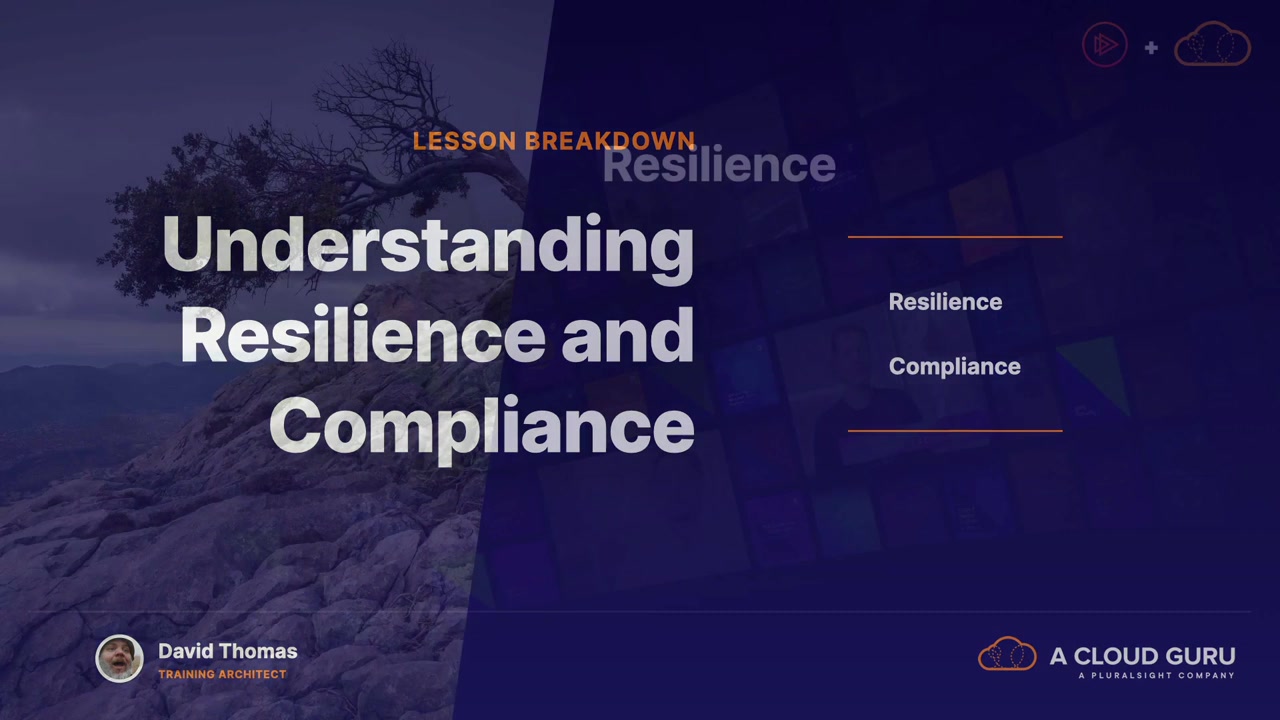 LESSON BREAKDOWN
Resilience
Understanding
Resilience and
Compliance
Resilience
Compliance
David Thomas
TRAINING ARCHITECT
A CLOUD GURU
A PLURALSIGHT COMPANY